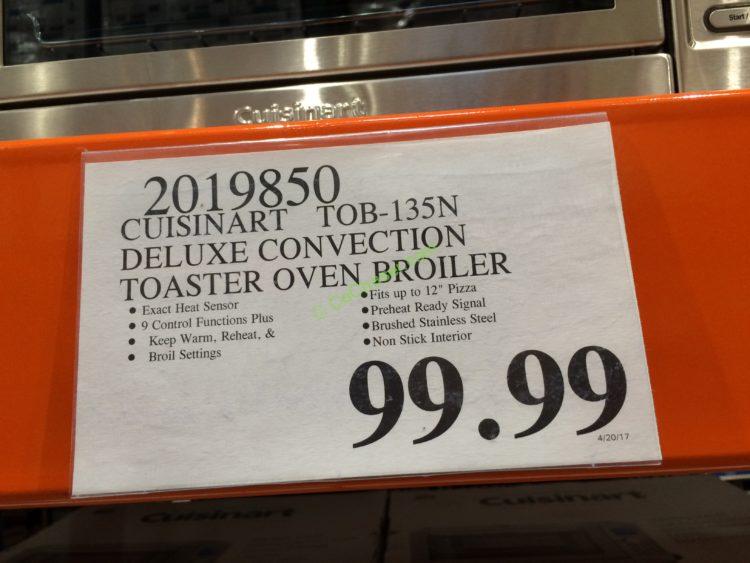 Start /
Cuisinart
2019850
CUISINART TOB-135N
DELUXE CONVECTION
TOASTER OVEN BROILER
• Exact Heat Sensor
• 9 Control Functions Plus
• Keep Warm, Reheat, &
• Broil Settings
• Fits up to 12" Pizza
• Preheat Ready Signal
• Brushed Stainless Steel
• Non Stick Interior
99.99
4/20/17
Cuisinart